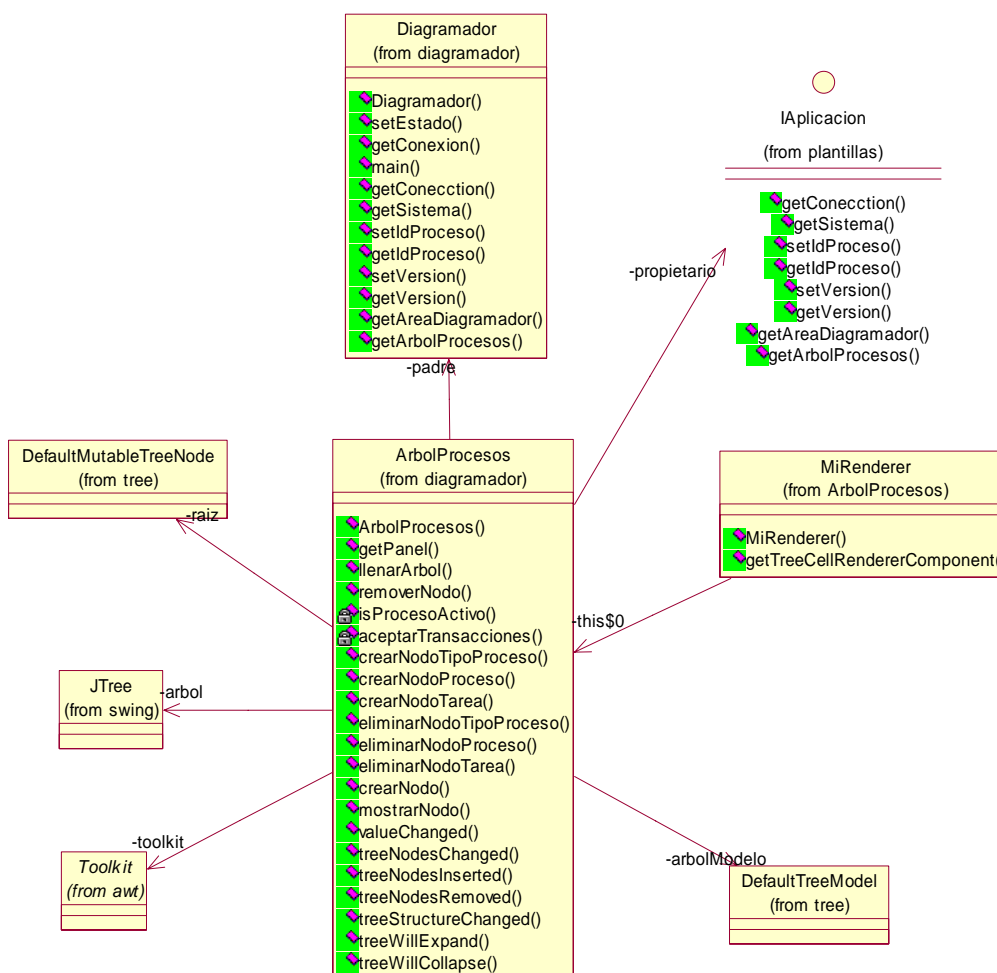 Diagramador
(from diagramador)
Diagramador()
setEstado()
getConexion()
main()
getConecction()
getSistema()
setIdProceso()
getIdProceso()
setVersion()
getVersion()
getAreaDiagramador()
getArbolProcesos()
IAplicacion
(from plantillas)
getConecction()
getSistema()
setIdProceso()
getIdProceso()
setVersion()
getVersion()
getAreaDiagramador()
getArbolProcesos()
-propietario
-padre
DefaultMutableTreeNode
(from tree)
-raiz
ArbolProcesos
(from diagramador)
ArbolProcesos()
getPanel()
llenarArbol()
removerNodo()
isProcesoActivo()
aceptarTransacciones()
crearNodoTipoProceso()
crearNodoProceso()
crearNodoTarea()
eliminarNodoTipoProceso()
eliminarNodoProceso()
eliminarNodoTarea()
crearNodo()
mostrarNodo()
valueChanged()
treeNodesChanged()
treeNodesInserted()
treeNodesRemoved()
treeStructureChanged()
treeWillExpand()
treeWillCollapse()
MiRenderer
(from ArbolProcesos)
MiRenderer()
getTreeCellRendererComponent(
-this$0
JTree
(from swing)
-arbol
-toolkit
Toolkit
(from awt)
-arbolModelo
DefaultTreeModel
(from tree)